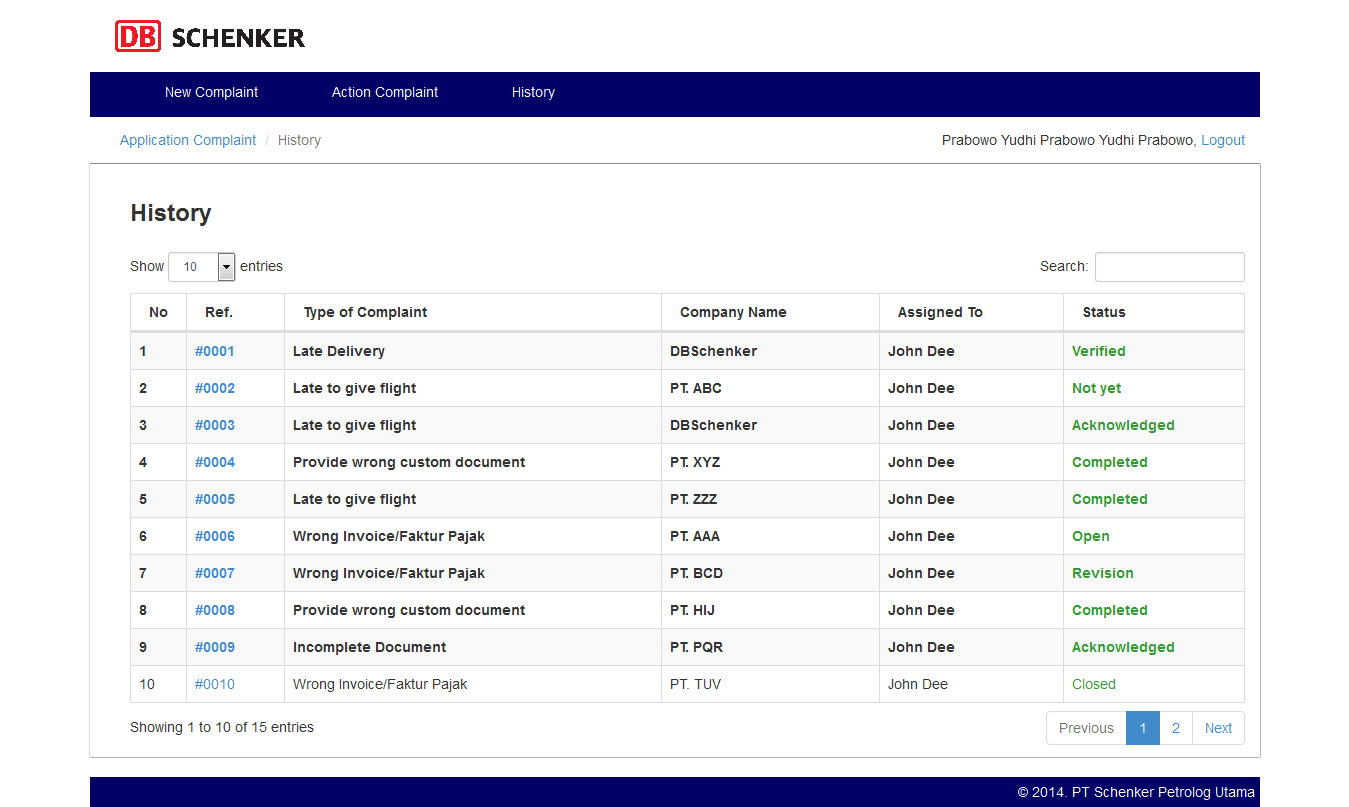 DB SCHENKER
New Complaint Action Complaint History
Application Complaint / History Prabowo Yudhi Prabowo Yudhi Prabowo, Logout
History
Show 10 entries Search:
No Ref. Type of Complaint Company Name Assigned To Status
1 #0001 Late Delivery DBSchenker John Dee Verified
2 #0002 Late to give flight PT. ABC John Dee Not yet
3 #0003 Late to give flight DBSchenker John Dee Acknowledged
4 #0004 Provide wrong custom document PT. XYZ John Dee Completed
5 #0005 Late to give flight PT. ZZZ John Dee Completed
6 #0006 Wrong Invoice/Faktur Pajak PT. AAA John Dee Open
7 #0007 Wrong Invoice/Faktur Pajak PT. BCD John Dee Revision
8 #0008 Provide wrong custom document PT. HIJ John Dee Completed
9 #0009 Incomplete Document PT. PQR John Dee Acknowledged
10 #0010 Wrong Invoice/Faktur Pajak PT. TUV John Dee Closed
Showing 1 to 10 of 15 entries Previous 1 2 Next
© 2014. PT Schenker Petrolog Utama